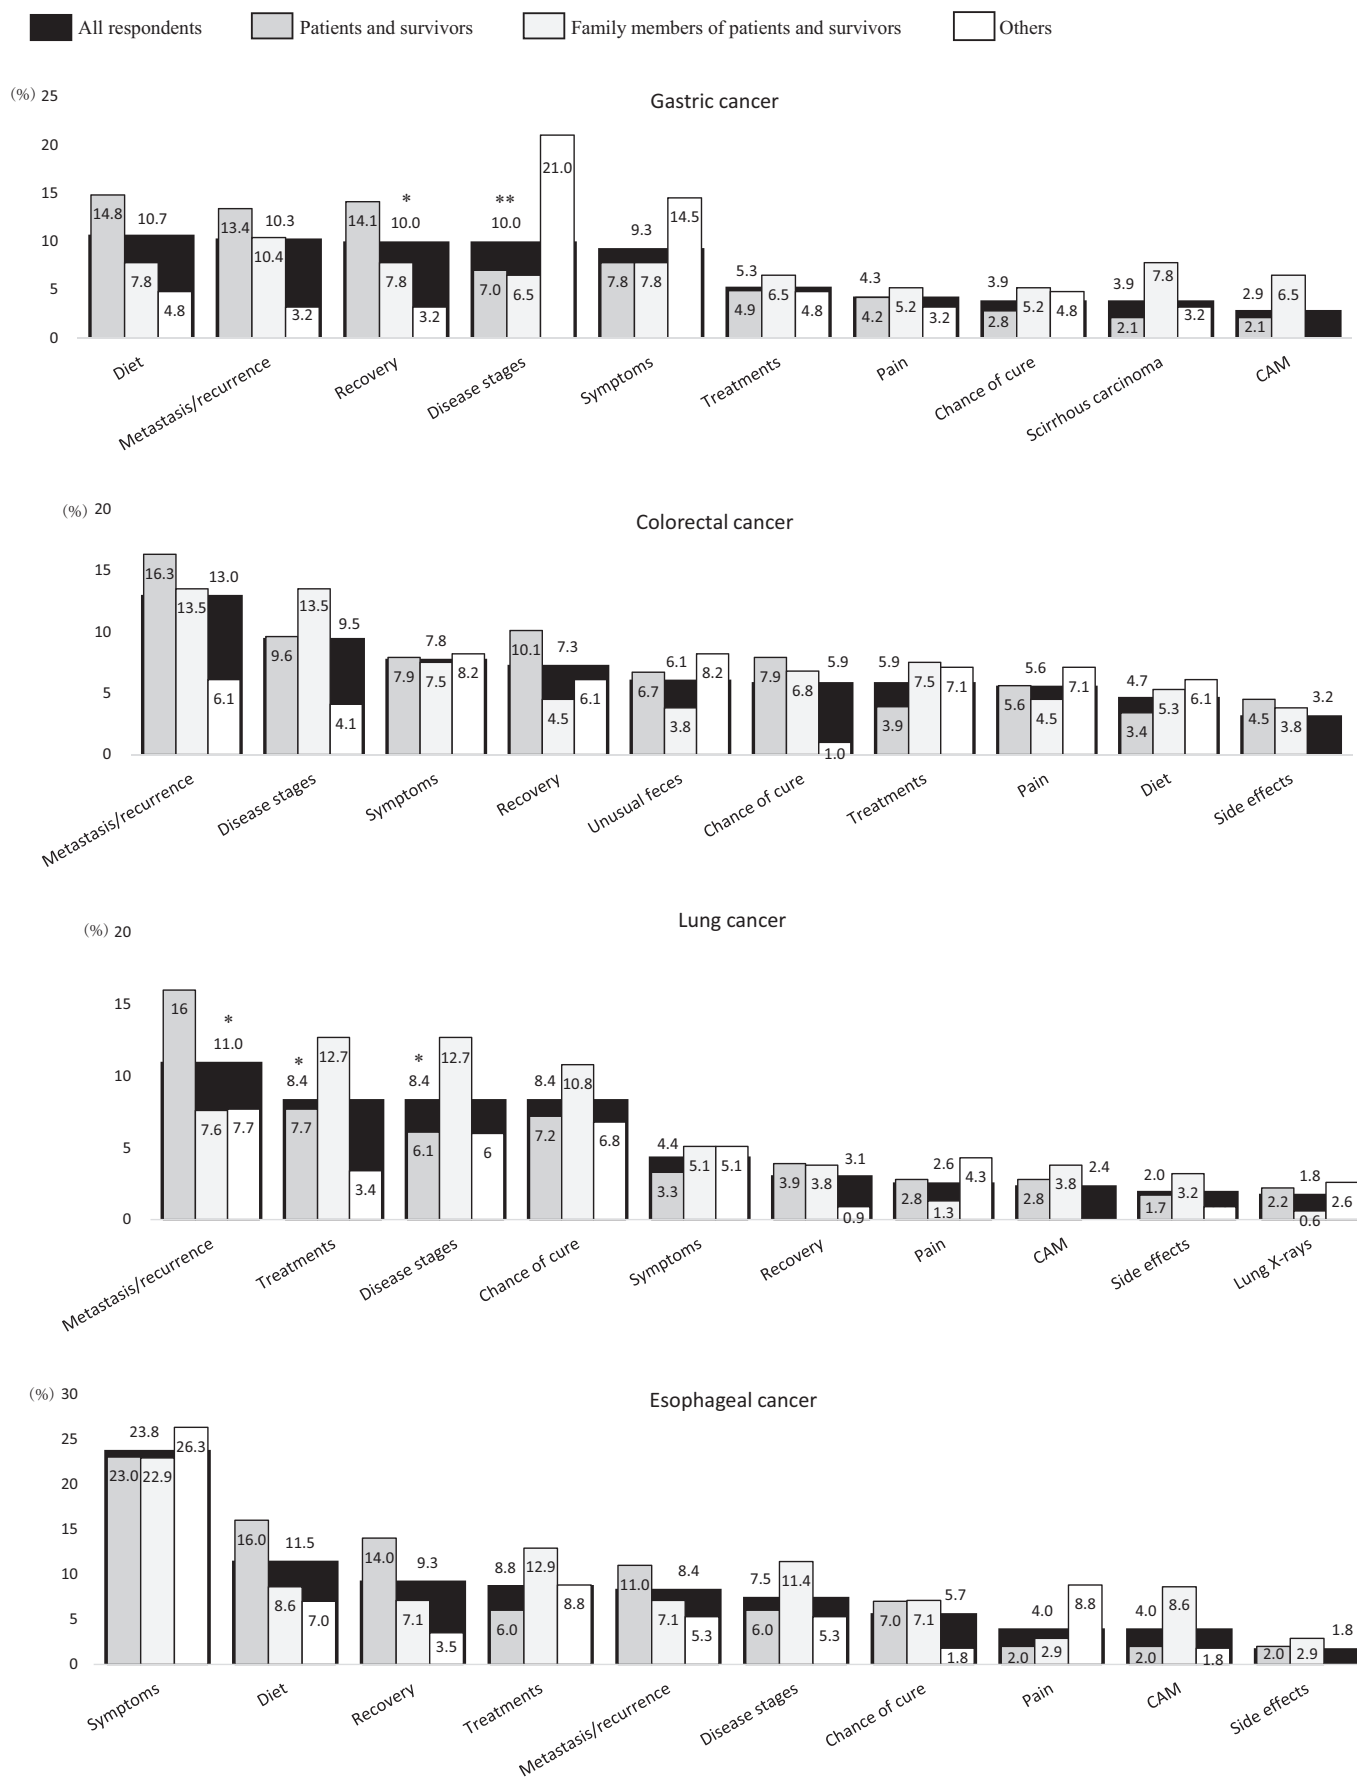 All respondents Patients and survivors Family members of patients and survivors Others
(%) 25 Gastric cancer
20
15
10
5
0
14.8 10.7 7.8 4.8
13.4 10.3 10.4 3.2
14.1 * 10.0 7.8 3.2
** 10.0 7.0 6.5 21.0
9.3 7.8 7.8 14.5
5.3 4.9 6.5 4.8
4.3 4.2 5.2 3.2
3.9 2.8 5.2 4.8
3.9 2.1 7.8 3.2
2.9 2.1 6.5
Diet Metastasis/recurrence Recovery Disease stages Symptoms Treatments Pain Chance of cure Scirrhous carcinoma CAM
(%) 20 Colorectal cancer
15
10
5
0
16.3 13.5 13.0 6.1
9.6 13.5 9.5 4.1
7.9 7.8 7.5 8.2
10.1 7.3 4.5 6.1
6.7 6.1 3.8 8.2
7.9 6.8 5.9 1.0
5.9 3.9 7.5 7.1
5.6 5.6 4.5 7.1
4.7 3.4 5.3 6.1
4.5 3.8 3.2
Metastasis/recurrence Disease stages Symptoms Recovery Unusual feces Chance of cure Treatments Pain Diet Side effects
(%) 20 Lung cancer
15
10
5
0
16 * 11.0 7.6 7.7
* 8.4 7.7 12.7 3.4
* 8.4 6.1 12.7 6
8.4 7.2 10.8 6.8
4.4 3.3 5.1 5.1
3.9 3.8 3.1 0.9
2.8 2.6 1.3 4.3
2.8 3.8 2.4
2.0 1.7 3.2
2.2 1.8 0.6 2.6
Metastasis/recurrence Treatments Disease stages Chance of cure Symptoms Recovery Pain CAM Side effects Lung X-rays
(%) 30 Esophageal cancer
25
20
15
10
5
0
23.8 23.0 22.9 26.3
16.0 11.5 8.6 7.0
14.0 9.3 7.1 3.5
8.8 6.0 12.9 8.8
11.0 8.4 7.1 5.3
7.5 6.0 11.4 5.3
7.0 7.1 5.7 1.8
4.0 2.0 2.9 8.8
4.0 2.0 8.6 1.8
2.0 2.9 1.8
Symptoms Diet Recovery Treatments Metastasis/recurrence Disease stages Chance of cure Pain CAM Side effects